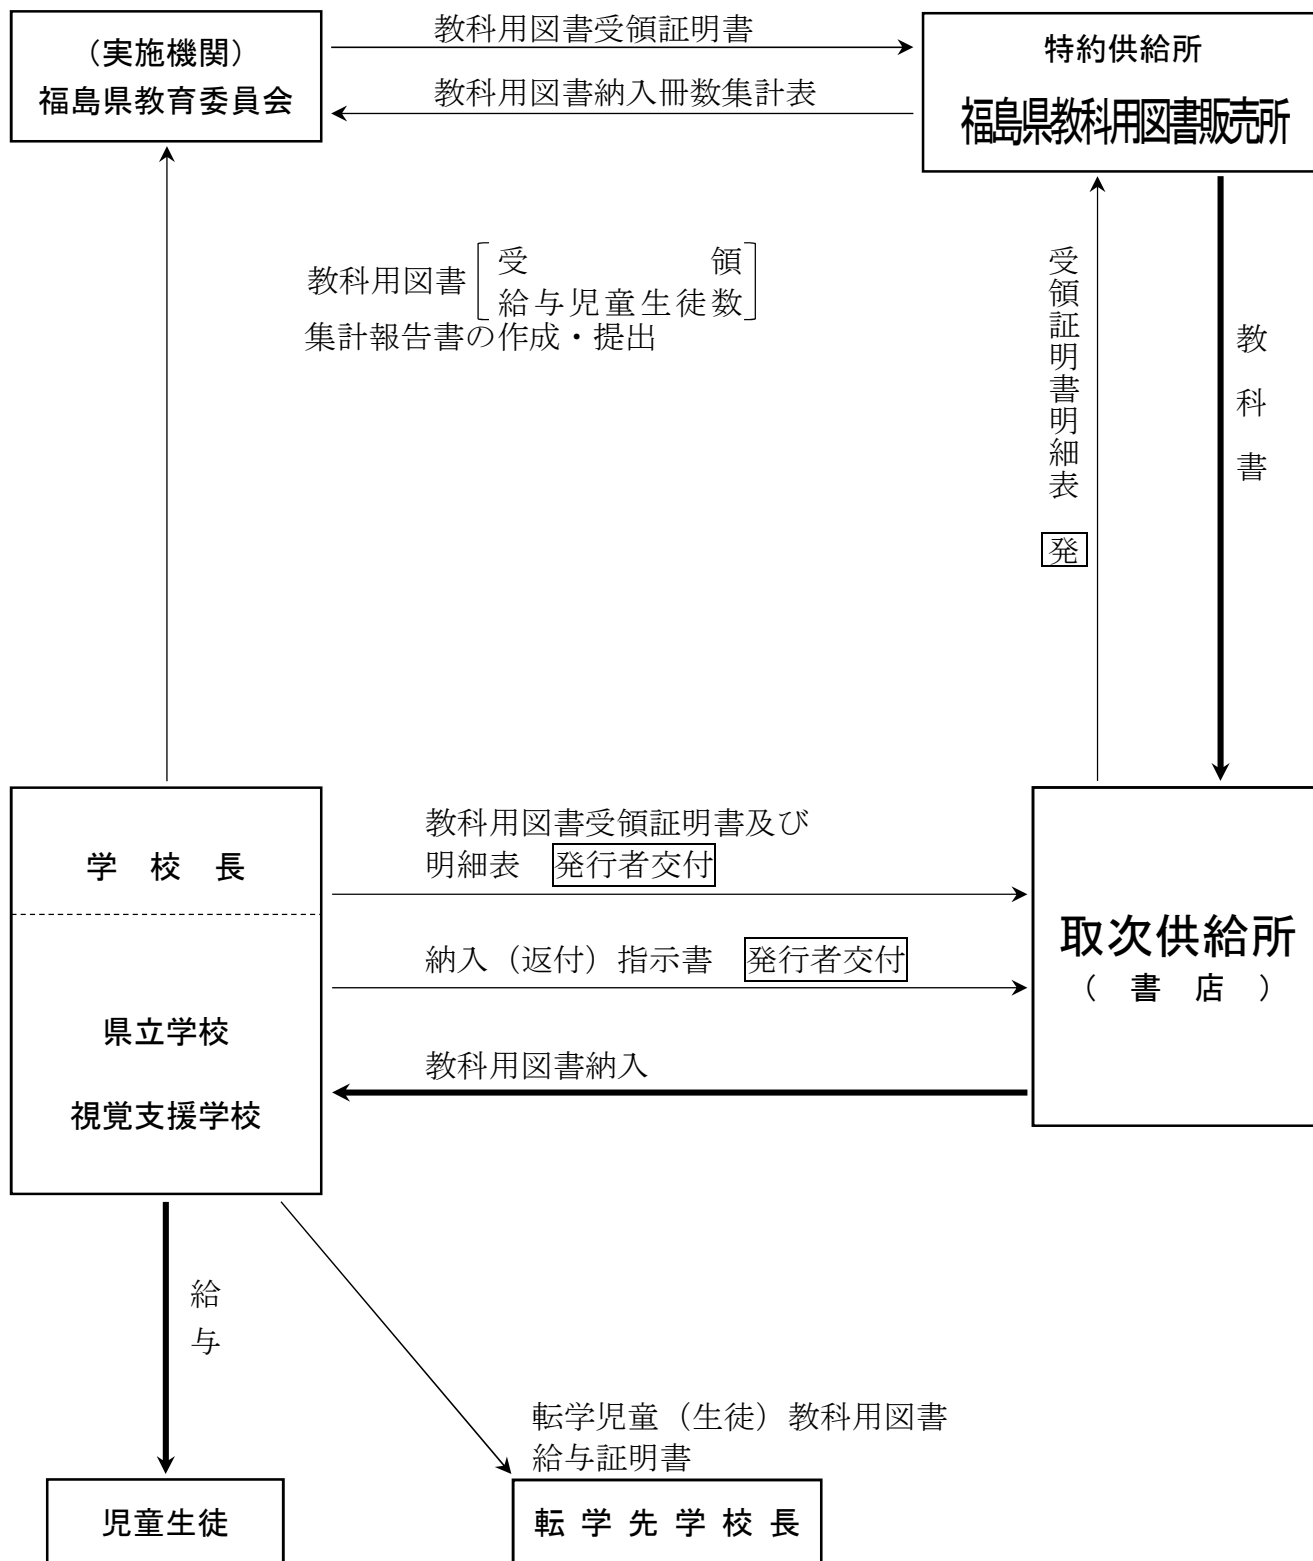 （実施機関）
福島県教育委員会
教科用図書受領証明書
教科用図書納入冊数集計表
特約供給所
福島県教科用図書販売所
教科用図書
受領
給与児童生徒数
集計報告書の作成・提出
受領証明書明細表 発
教科書
学校長
県立学校
視覚支援学校
教科用図書受領証明書及び
明細表 発行者交付
納入（返付）指示書 発行者交付
教科用図書納入
取次供給所
（書店）
給与
転学児童（生徒）教科用図書
給与証明書
児童生徒
転学先学校長